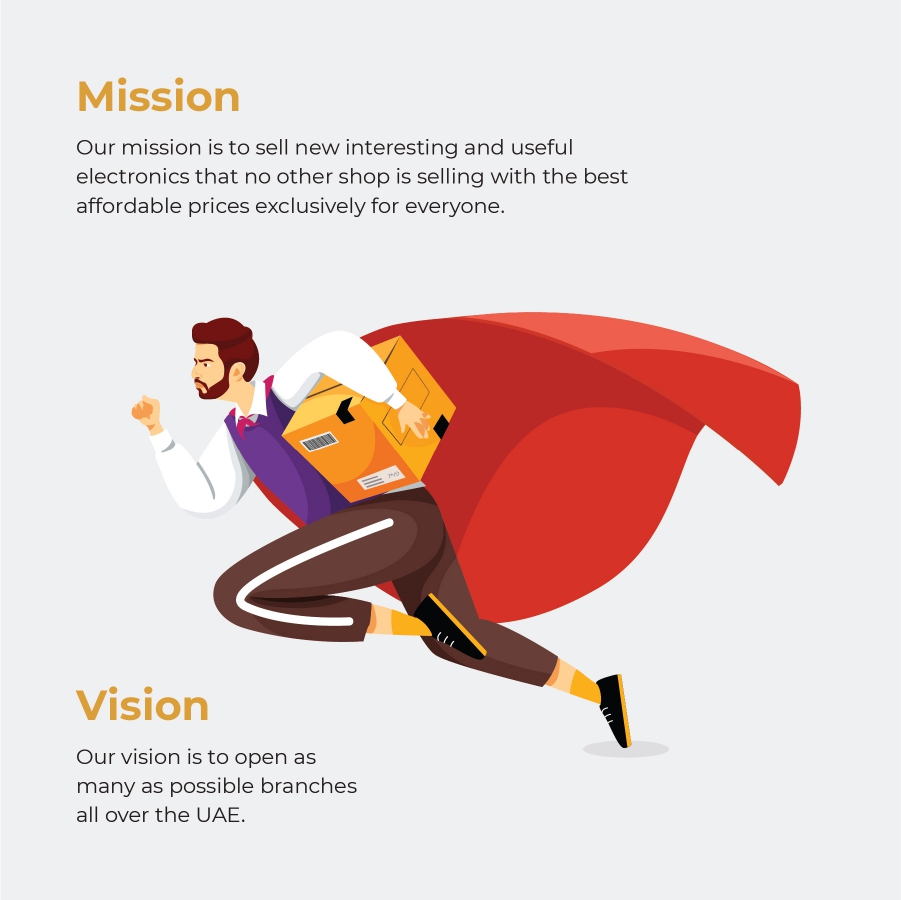 Mission
Our mission is to sell new interesting and useful
electronics that no other shop is selling with the best
affordable prices exclusively for everyone.
Vision
Our vision is to open as
many as possible branches
all over the UAE.